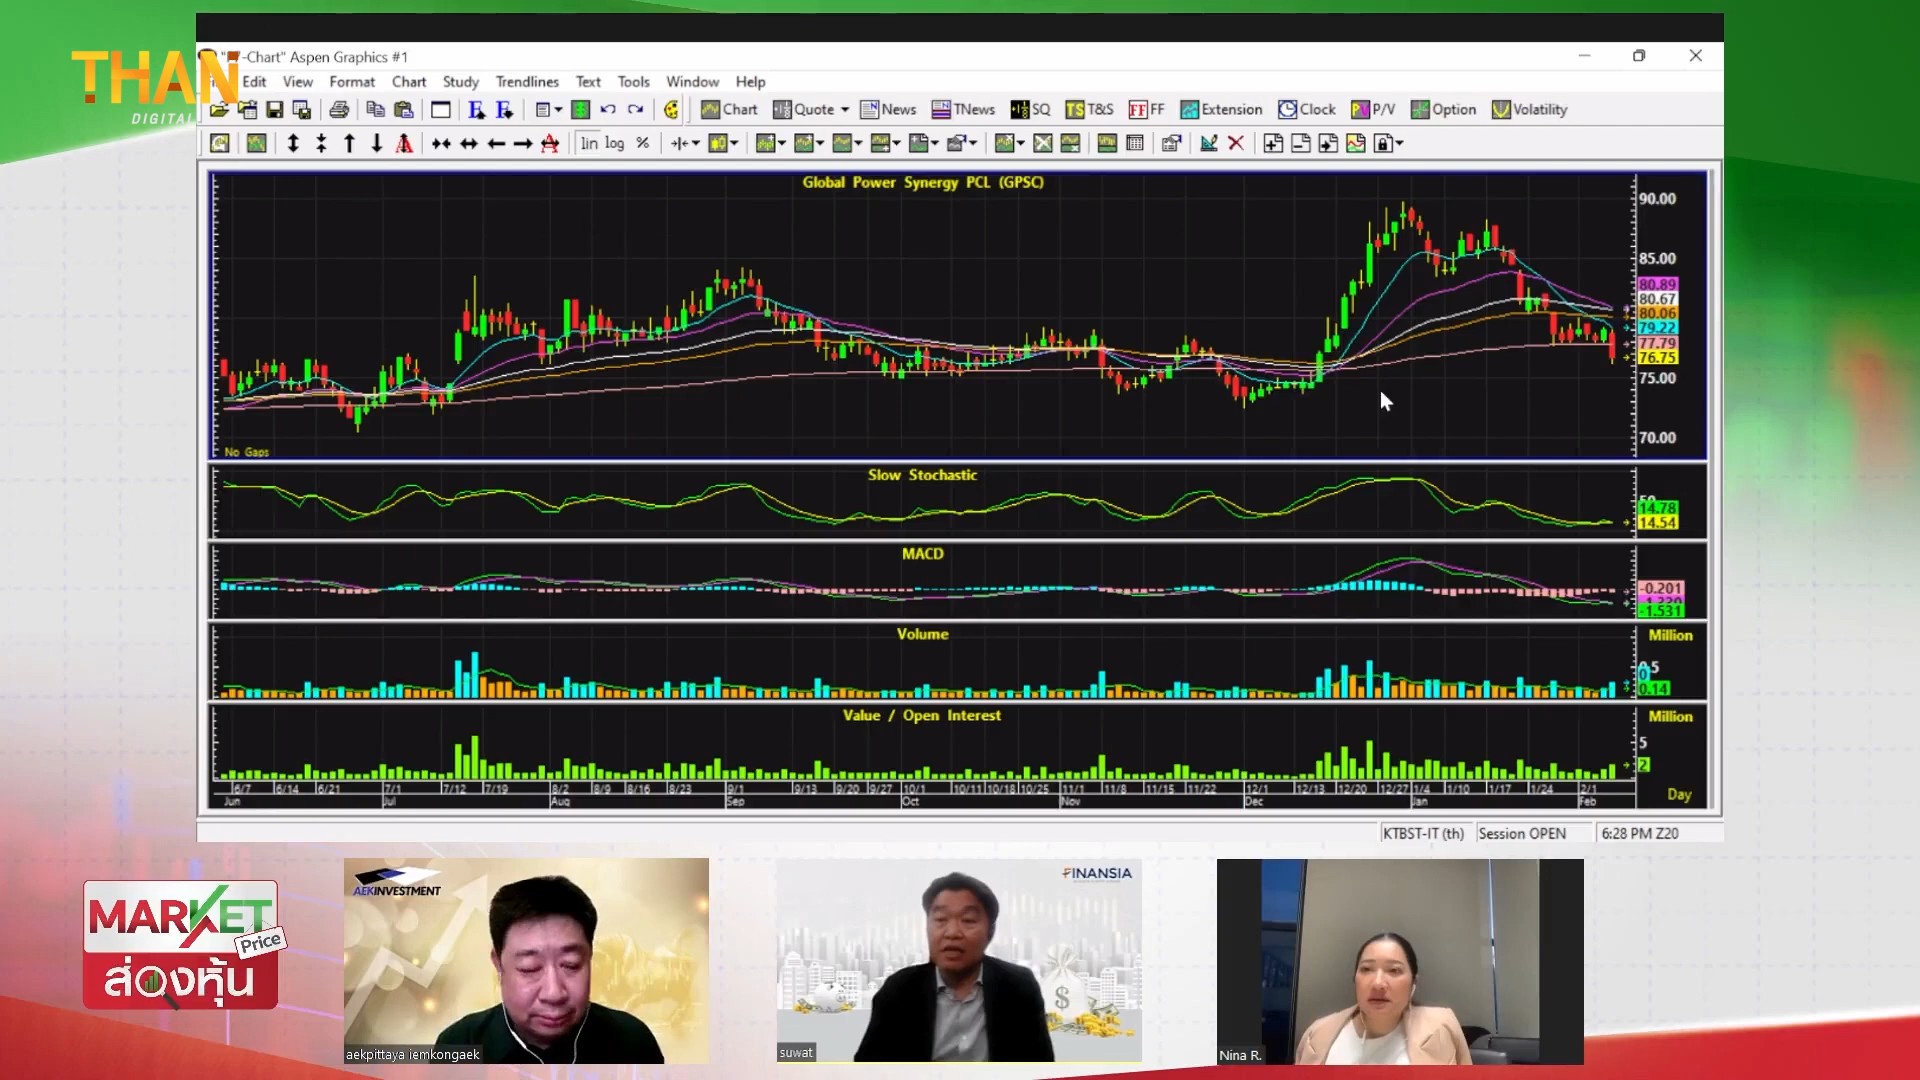 THAN
DIGITAL
-Chart" Aspen Graphics #1
Edit View Format Chart Study Trendlines Text Tools Window Help
Chart Quote News TNews SQ TS T&S FF FF Extension Clock P/V Option Volatility
lin log %
Global Power Synergy PCL (GPSC)
90.00
85.00
80.89
80.67
80.06
79.22
77.79
76.75
75.00
70.00
No Gaps
Slow Stochastic
50
14.78
14.54
MACD
-0.201
-1.531
Volume
Million
0.5
0.14
Value / Open Interest
Million
5
2
6/7 6/14 6/21 7/1 7/12 7/19 8/2 8/9 8/16 8/23 9/1 9/13 9/20 9/27 10/1 10/11 10/18 10/25 11/1 11/8 11/15 11/22 12/1 12/13 12/20 12/27 1/4 1/10 1/17 1/24 2/1
Jun Jul Aug Sep Oct Nov Dec Jan Feb
Day
KTBST-IT (th) Session OPEN 6:28 PM Z20
MARKET
Price
ส่องหุ้น
AEKINVESTMENT
aekpittaya iemkongaek
FINANSIA
$
suwat
Nina R.